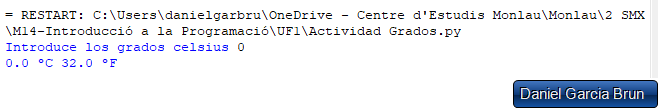 = RESTART: C:\Users\danielgarbru\OneDrive - Centre d'Estudis Monlau\Monlau\2 SMX
\M14-Introducció a la Programació\UF1\Actividad Grados.py
Introduce los grados celsius 0
0.0 °C 32.0 °F
Daniel Garcia Brun